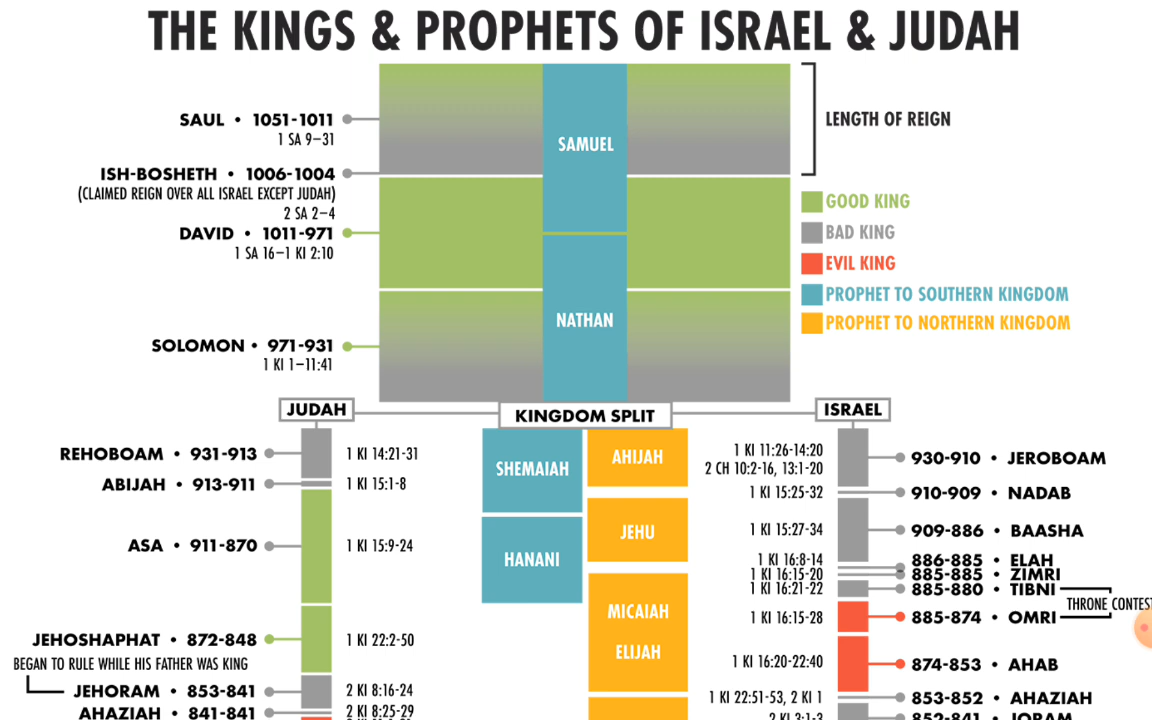 THE KINGS & PROPHETS OF ISRAEL & JUDAH
SAUL • 1051-1011
1 SA 9–31
ISH-BOSHETH • 1006-1004
(CLAIMED REIGN OVER ALL ISRAEL EXCEPT JUDAH)
2 SA 2–4
DAVID • 1011-971
1 SA 16–1 KI 2:10
SOLOMON • 971-931
1 KI 1–11:41
SAMUEL
NATHAN
LENGTH OF REIGN
GOOD KING
BAD KING
EVIL KING
PROPHET TO SOUTHERN KINGDOM
PROPHET TO NORTHERN KINGDOM
JUDAH
KINGDOM SPLIT
ISRAEL
REHOBOAM • 931-913
1 KI 14:21-31
ABIJAH • 913-911
1 KI 15:1-8
ASA • 911-870
1 KI 15:9-24
JEHOSHAPHAT • 872-848
1 KI 22:2-50
BEGAN TO RULE WHILE HIS FATHER WAS KING
JEHORAM • 853-841
2 KI 8:16-24
AHAZIAH • 841-841
2 KI 8:25-29
SHEMAIAH
HANANI
AHIJAH
JEHU
MICAIAH
ELIJAH
1 KI 11:26-14:20
2 CH 10:2-16, 13:1-20
930-910 • JEROBOAM
1 KI 15:25-32
910-909 • NADAB
1 KI 15:27-34
909-886 • BAASHA
1 KI 16:8-14
886-885 • ELAH
1 KI 16:15-20
885-885 • ZIMRI
1 KI 16:21-22
885-880 • TIBNI
THRONE CONTEST
1 KI 16:15-28
885-874 • OMRI
1 KI 16:20-22:40
874-853 • AHAB
1 KI 22:51-53, 2 KI 1
853-852 • AHAZIAH
2 KI 3:1-3
852-841 • JORAM